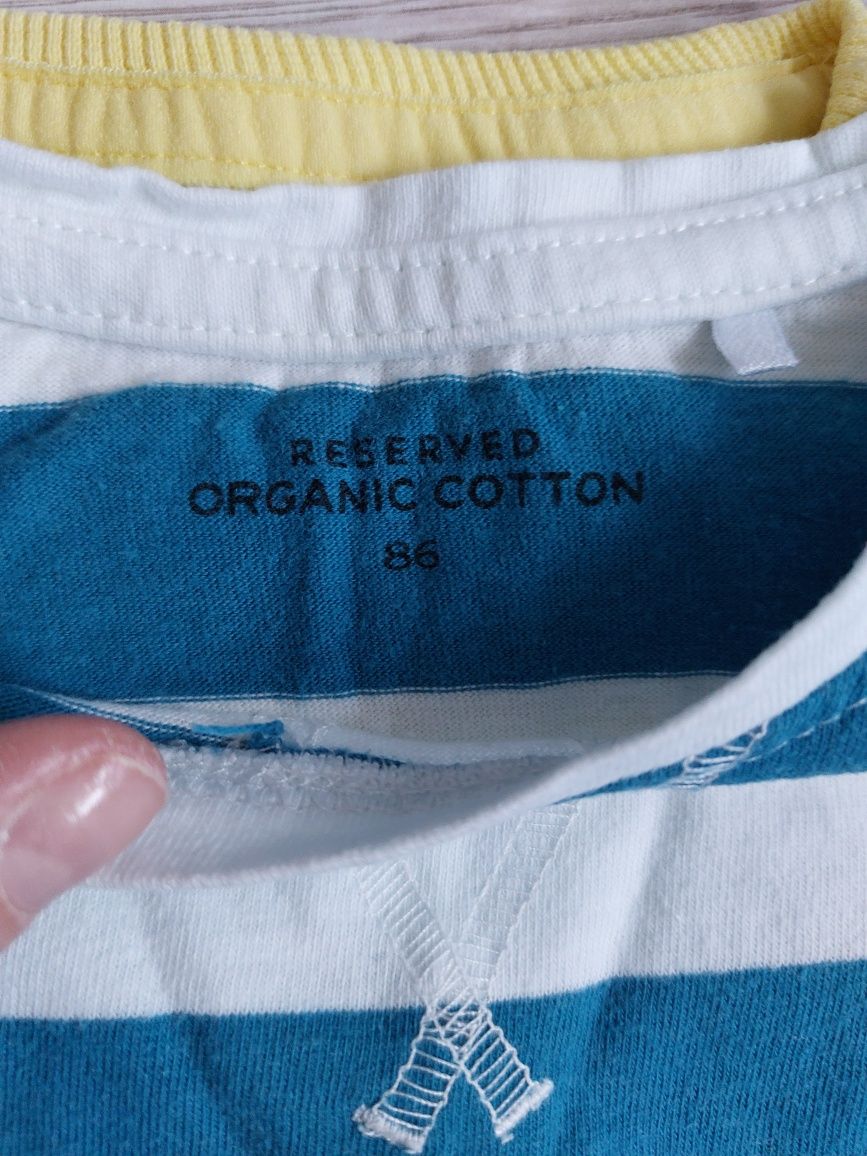 RESERVED
ORGANIC COTTON
86